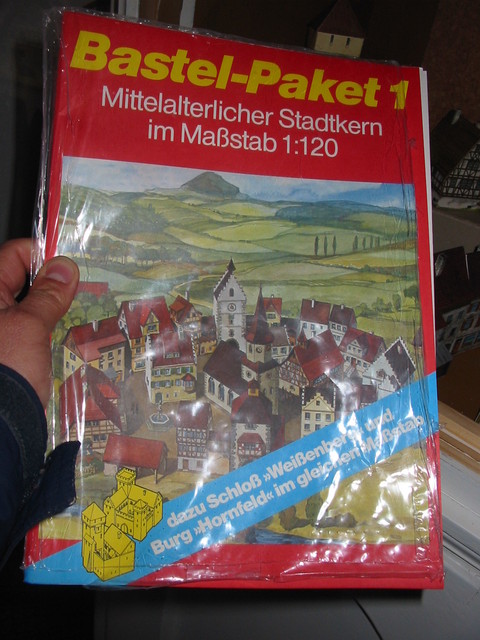 Bastel-Paket 1
Mittelalterlicher Stadtkern
im Maßstab 1:120
dazu Schloß »Weißenberg« und
Burg »Hornfeld« im gleichen Maßstab